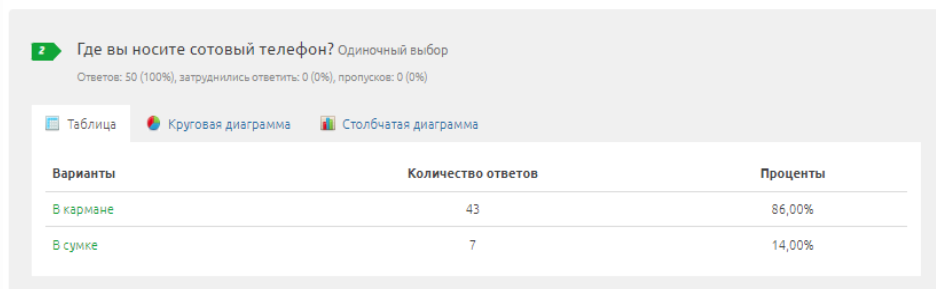 2 Где вы носите сотовый телефон? Одиночный выбор
Ответов: 50 (100%), затруднились ответить: 0 (0%), пропусков: 0 (0%)
Таблица Круговая диаграмма Столбчатая диаграмма
Варианты Количество ответов Проценты
В кармане 43 86,00%
В сумке 7 14,00%